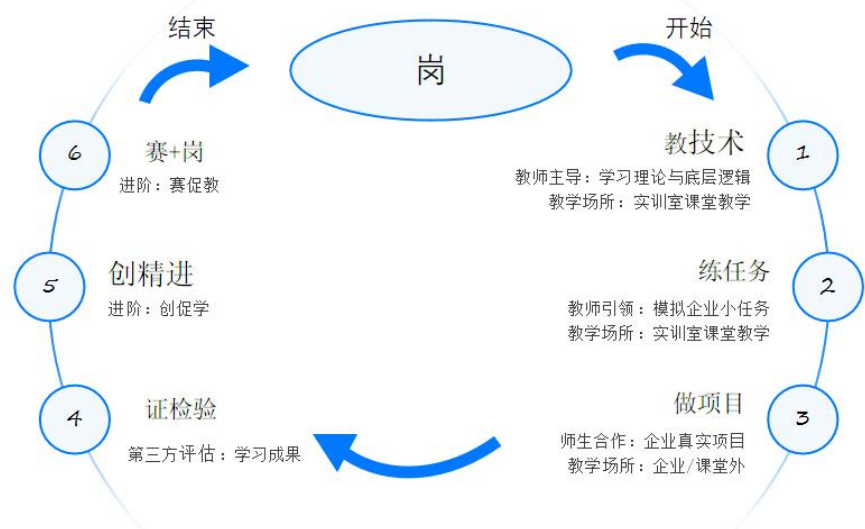 结束
开始
岗
教技术
教师主导：学习理论与底层逻辑
教学场所：实训室课堂教学
1
练任务
教师引领：模拟企业小任务
教学场所：实训室课堂教学
2
做项目
师生合作：企业真实项目
教学场所：企业/课堂外
3
4
证检验
第三方评估：学习成果
5
创精进
进阶：创促学
6
赛+岗
进阶：赛促教